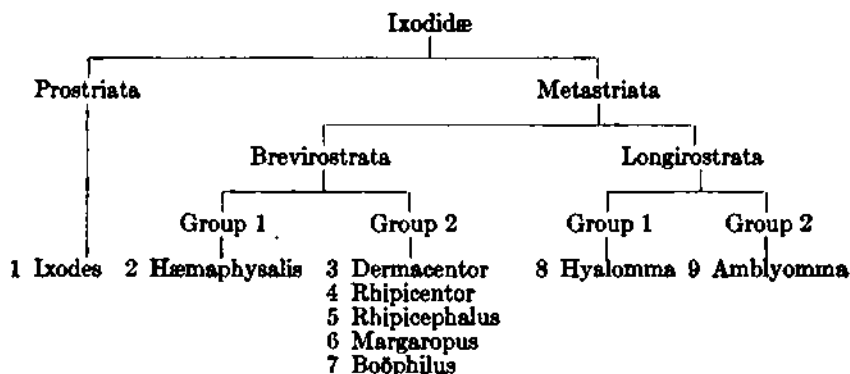 Ixodidæ
Prostriata Metastriata
Brevirostrata Longirostrata
Group 1 Group 2 Group 1 Group 2
1 Ixodes 2 Hæmaphysalis 3 Dermacentor 8 Hyalomma 9 Amblyomma
4 Rhipicentor
5 Rhipicephalus
6 Margaropus
7 Boöphilus